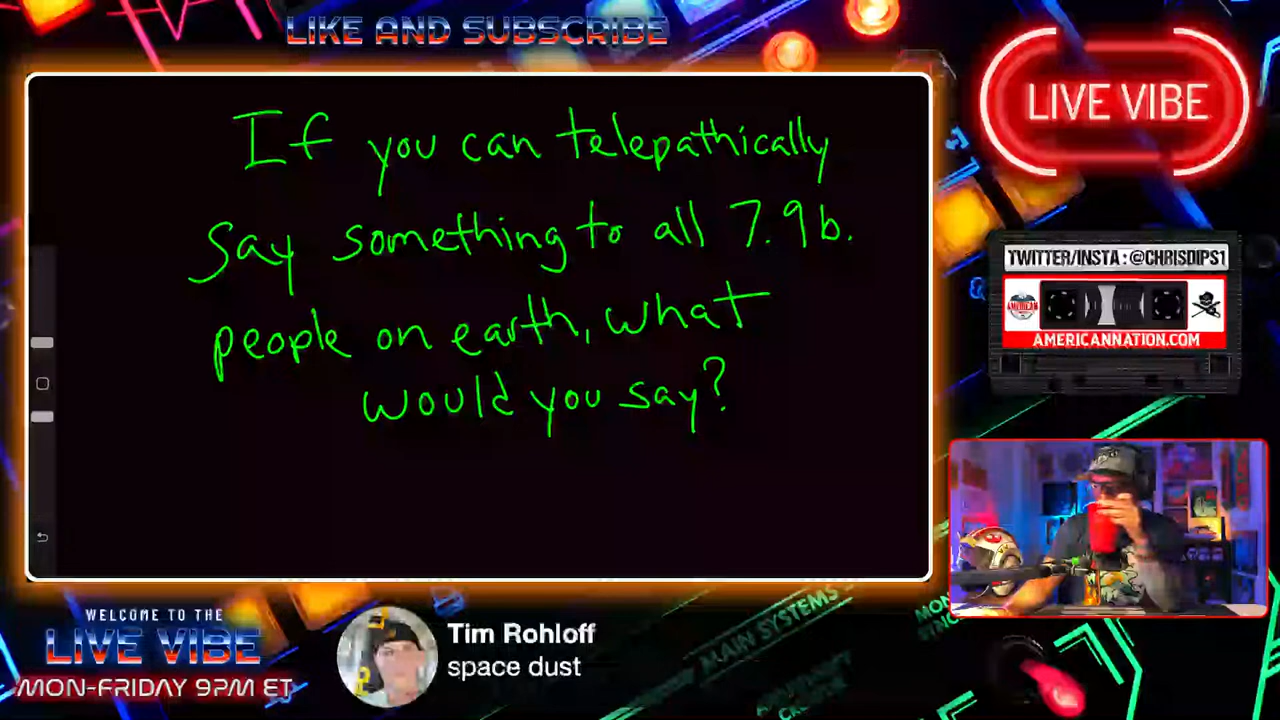 LIKE AND SUBSCRIBE
If you can telepathically
say something to all 7.9b.
people on earth, what
would you say?
LIVE VIBE
TWITTER/INSTA : @CHRISDIPS1
AMERICANNATION.COM
WELCOME TO THE
LIVE VIBE
MON-FRIDAY 9PM ET
Tim Rohloff
space dust
MAIN SYSTEMS